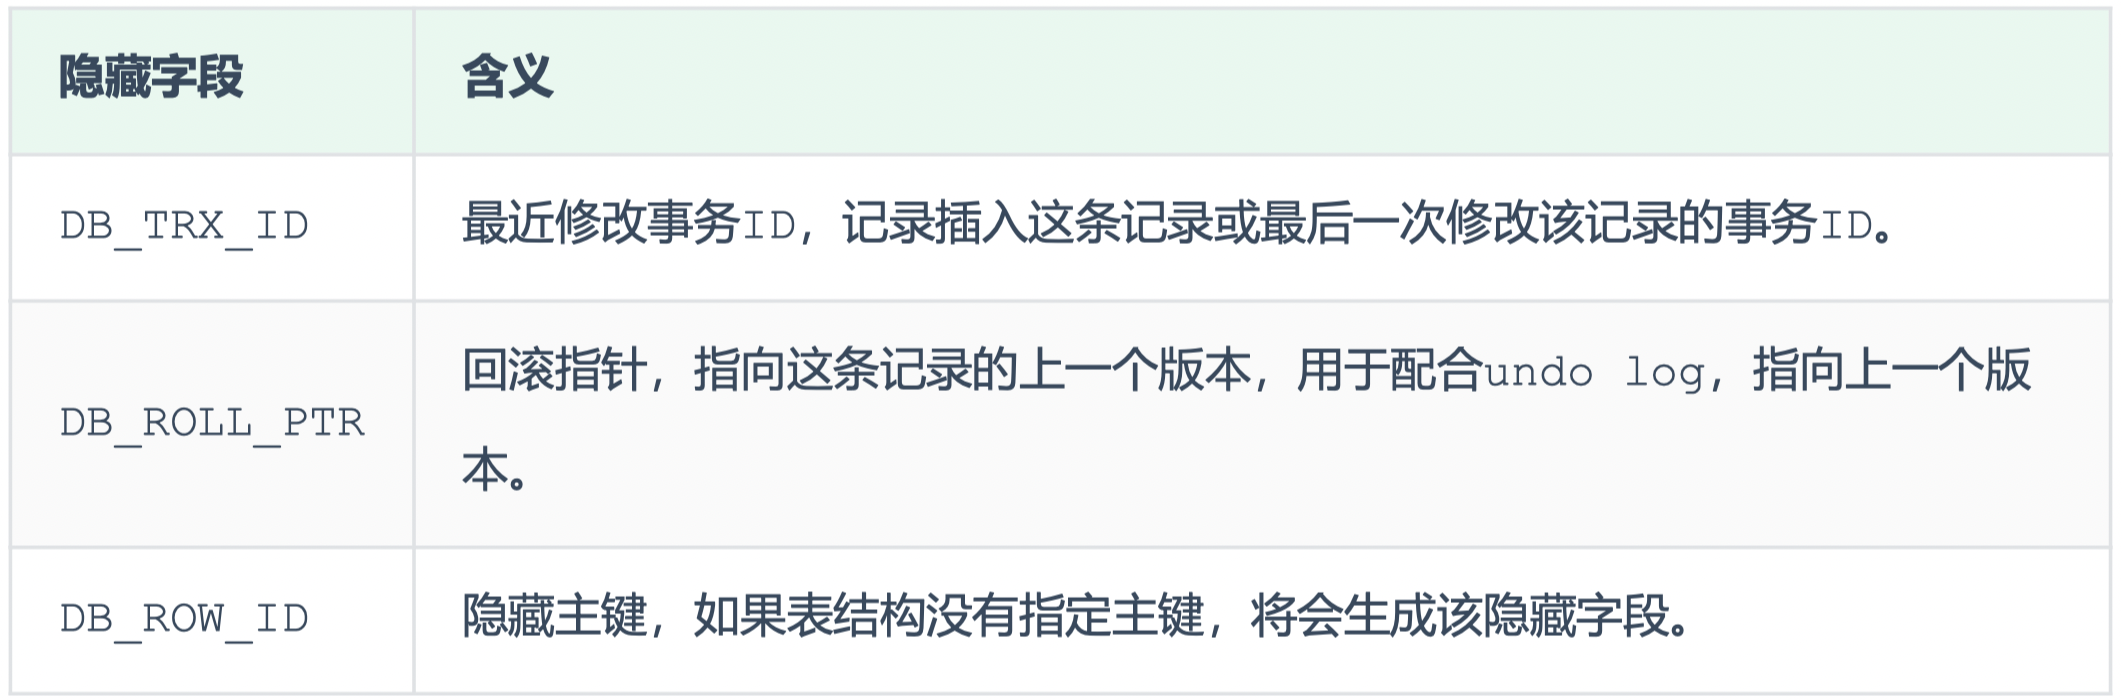 隐藏字段 含义
DB_TRX_ID 最近修改事务ID，记录插入这条记录或最后一次修改该记录的事务ID。
DB_ROLL_PTR 回滚指针，指向这条记录的上一个版本，用于配合undo log，指向上一个版
本。
DB_ROW_ID 隐藏主键，如果表结构没有指定主键，将会生成该隐藏字段。